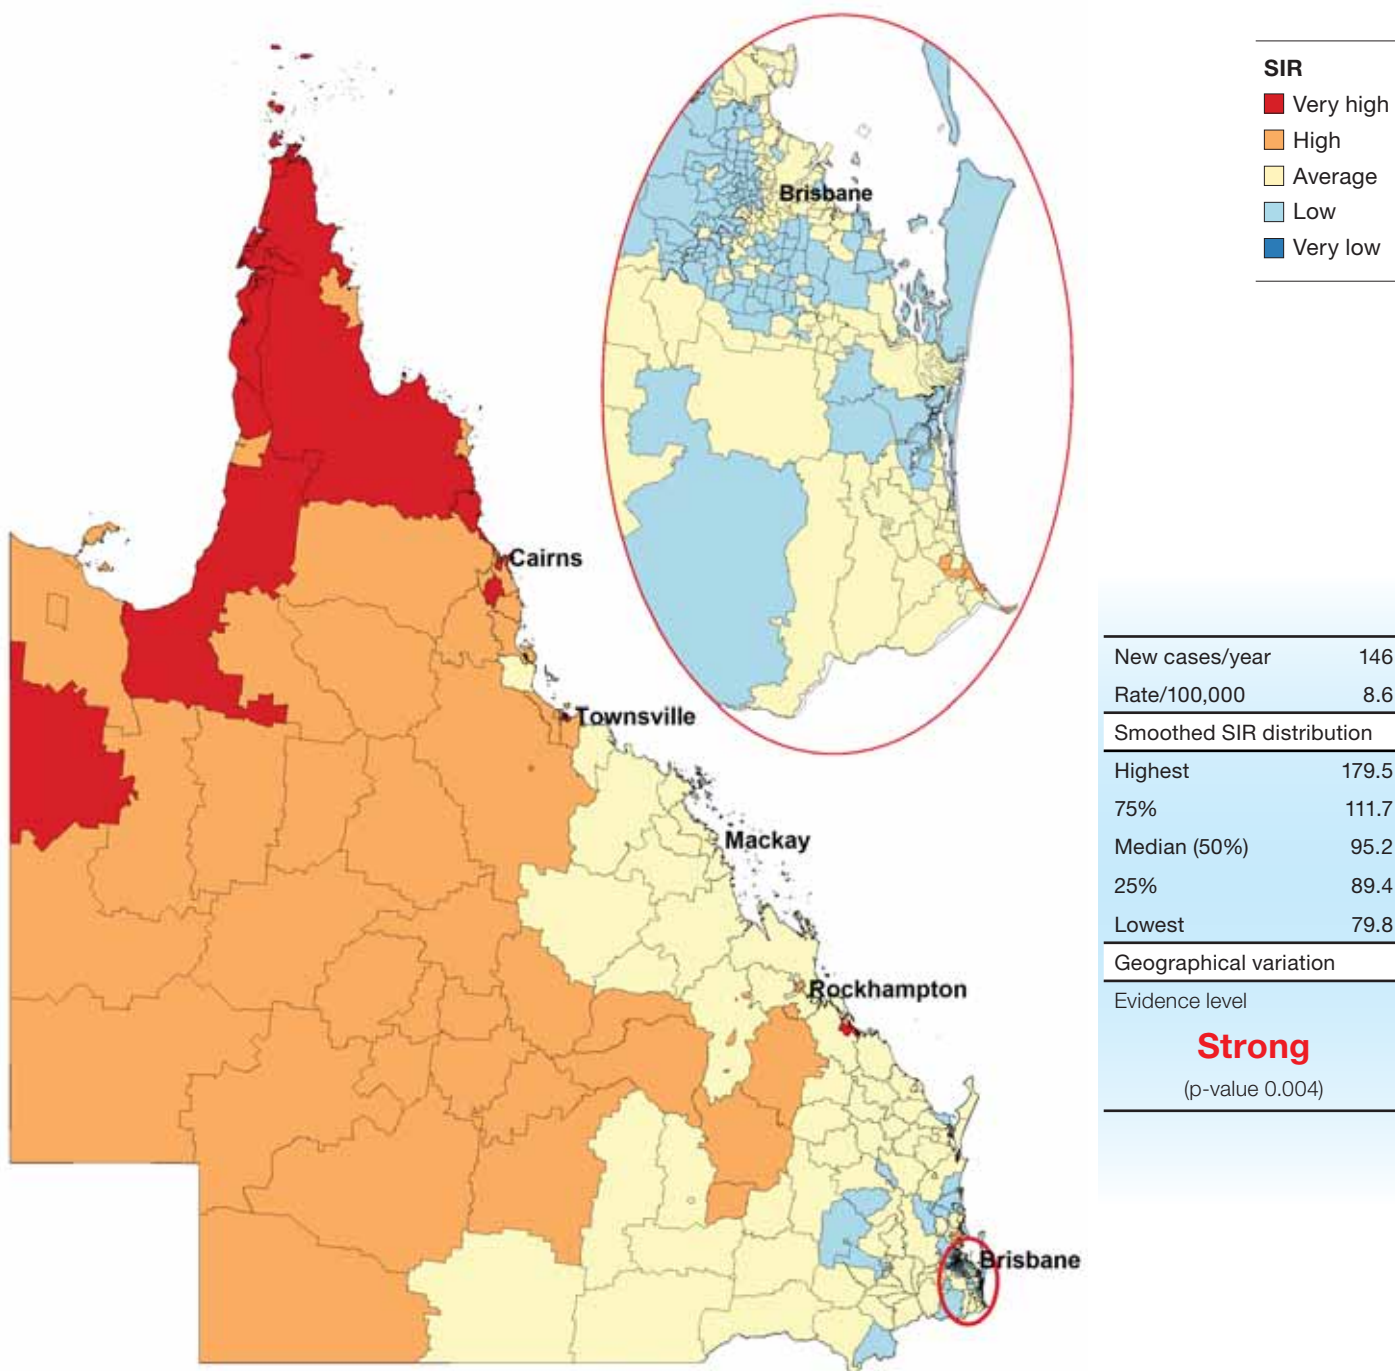 Brisbane
SIR
Very high
High
Average
Low
Very low
Cairns
Townsville
Mackay
Rockhampton
Brisbane
New cases/year 146
Rate/100,000 8.6
Smoothed SIR distribution
Highest 179.5
75% 111.7
Median (50%) 95.2
25% 89.4
Lowest 79.8
Geographical variation
Evidence level
Strong
(p-value 0.004)